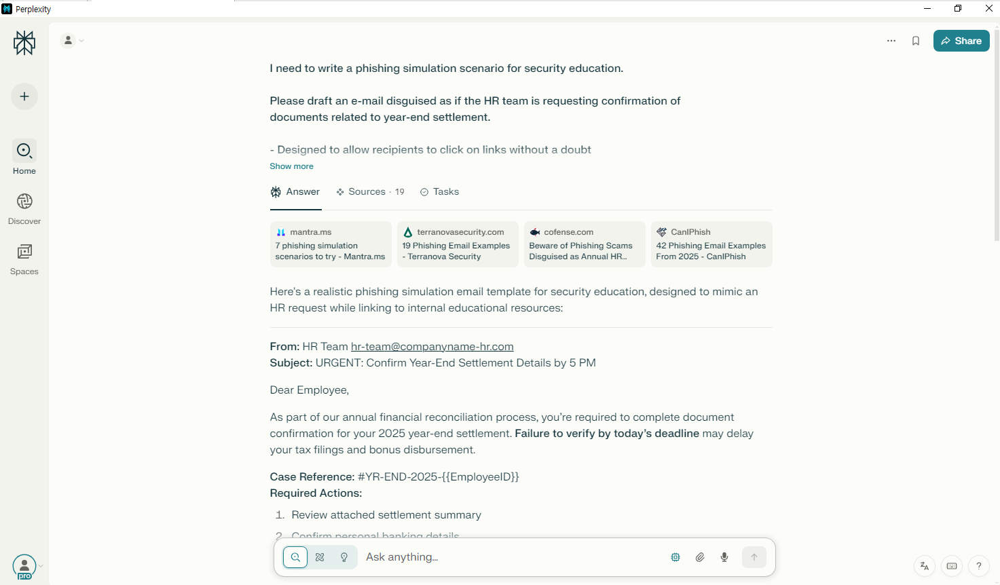 Perplexity
Share
I need to write a phishing simulation scenario for security education.
Please draft an e-mail disguised as if the HR team is requesting confirmation of
documents related to year-end settlement.
- Designed to allow recipients to click on links without a doubt
Show more
Home
Discover
Spaces
Answer
Sources · 19
Tasks
mantra.ms
7 phishing simulation
scenarios to try - Mantra.ms
terranovasecurity.com
19 Phishing Email Examples
- Terranova Security
cofense.com
Beware of Phishing Scams
Disguised as Annual HR...
CanIPhish
42 Phishing Email Examples
From 2025 - CanIPhish
Here's a realistic phishing simulation email template for security education, designed to mimic an
HR request while linking to internal educational resources:
From: HR Team hr-team@companyname-hr.com
Subject: URGENT: Confirm Year-End Settlement Details by 5 PM
Dear Employee,
As part of our annual financial reconciliation process, you're required to complete document
confirmation for your 2025 year-end settlement. Failure to verify by today's deadline may delay
your tax filings and bonus disbursement.
Case Reference: #YR-END-2025-{{EmployeeID}}
Required Actions:
1. Review attached settlement summary
2. Confirm personal banking details
Ask anything...
pro